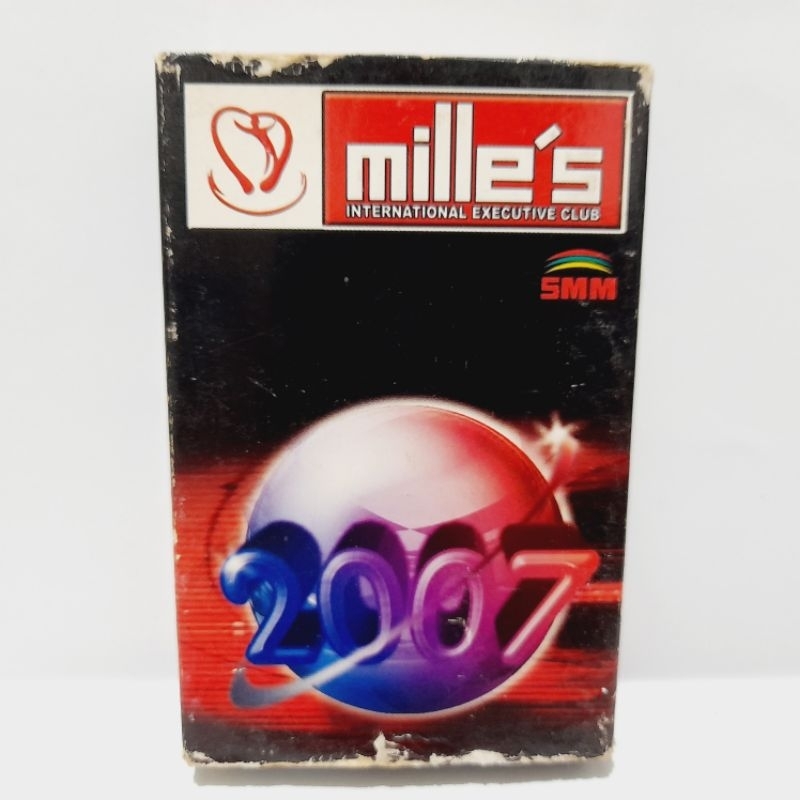 mille's
INTERNATIONAL EXECUTIVE CLUB
SMM
2007